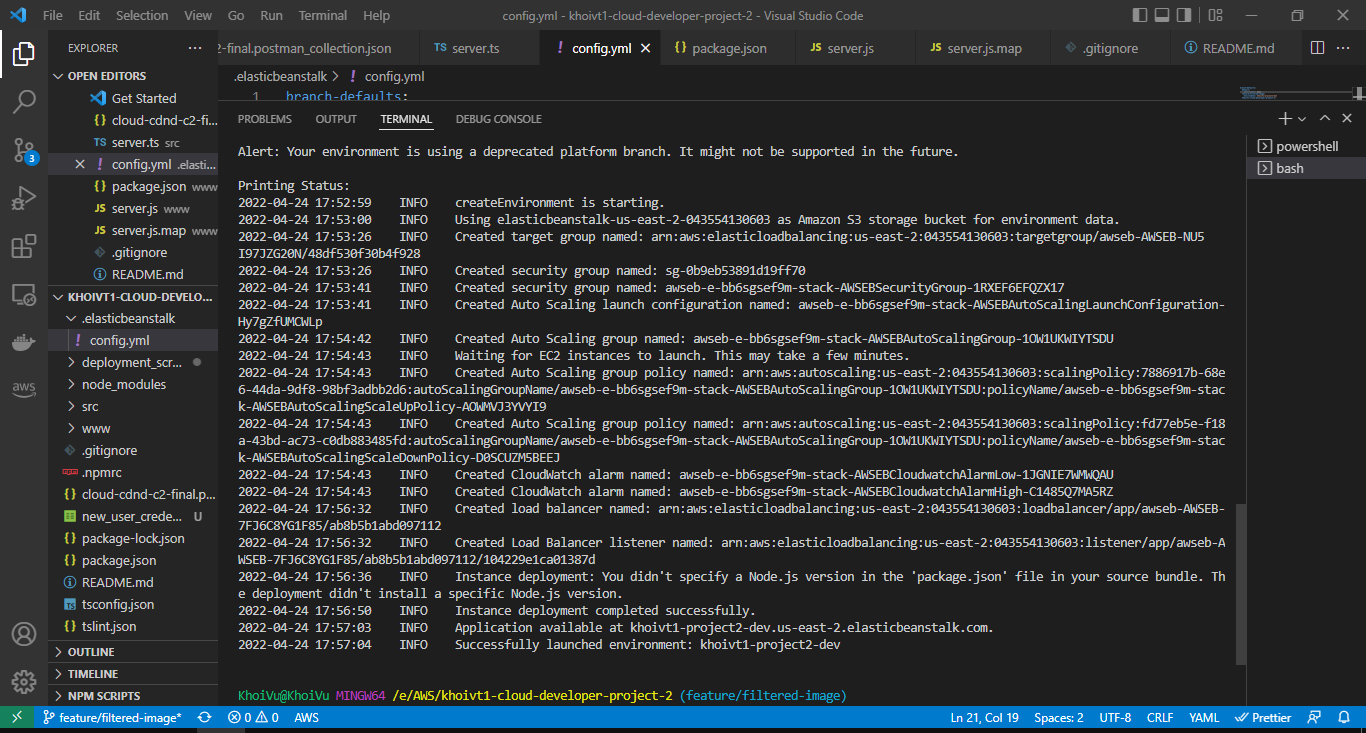 File Edit Selection View Go Run Terminal Help config.yml - khoivt1-cloud-developer-project-2 - Visual Studio Code
EXPLORER ...
2-final.postman_collection.json TS server.ts ! config.yml {} package.json JS server.js JS server.js.map .gitignore README.md ...
OPEN EDITORS
Get Started
{} cloud-cdnd-c2-fi...
TS server.ts src
! config.yml .elasti...
{} package.json www
JS server.js www
JS server.js.map www
.gitignore
README.md
KHOIVT1-CLOUD-DEVELO...
.elasticbeanstalk
! config.yml
deployment_scr...
node_modules
src
www
.gitignore
.npmrc
{} cloud-cdnd-c2-final.p...
new_user_crede... U
{} package-lock.json
{} package.json
README.md
tsconfig.json
{} tslint.json
OUTLINE
TIMELINE
NPM SCRIPTS
3
aws
.elasticbeanstalk > ! config.yml
1 branch-defaults:
PROBLEMS OUTPUT TERMINAL DEBUG CONSOLE
powershell
bash
Alert: Your environment is using a deprecated platform branch. It might not be supported in the future.
Printing Status:
2022-04-24 17:52:59 INFO createEnvironment is starting.
2022-04-24 17:53:00 INFO Using elasticbeanstalk-us-east-2-043554130603 as Amazon S3 storage bucket for environment data.
2022-04-24 17:53:26 INFO Created target group named: arn:aws:elasticloadbalancing:us-east-2:043554130603:targetgroup/awseb-AWSEB-NU5
I97JZG20N/48df530f30b4f928
2022-04-24 17:53:26 INFO Created security group named: sg-0b9eb53891d19ff70
2022-04-24 17:53:41 INFO Created security group named: awseb-e-bb6sgsef9m-stack-AWSEBSecurityGroup-1RXEF6EFQZX17
2022-04-24 17:53:41 INFO Created Auto Scaling launch configuration named: awseb-e-bb6sgsef9m-stack-AWSEBAutoScalingLaunchConfiguration-
Hy7gZfUMCWLp
2022-04-24 17:54:42 INFO Created Auto Scaling group named: awseb-e-bb6sgsef9m-stack-AWSEBAutoScalingGroup-1OW1UKWIYTSDU
2022-04-24 17:54:43 INFO Waiting for EC2 instances to launch. This may take a few minutes.
2022-04-24 17:54:43 INFO Created Auto Scaling group policy named: arn:aws:autoscaling:us-east-2:043554130603:scalingPolicy:7886917b-68e
6-44da-9df8-98bf3adbb2d6:autoScalingGroupName/awseb-e-bb6sgsef9m-stack-AWSEBAutoScalingGroup-1OW1UKWIYTSDU:policyName/awseb-e-bb6sgsef9m-stac
k-AWSEBAutoScalingScaleUpPolicy-AOWMVJ3YVYI9
2022-04-24 17:54:43 INFO Created Auto Scaling group policy named: arn:aws:autoscaling:us-east-2:043554130603:scalingPolicy:fd77eb5e-f18
a-43bd-ac73-c0db883485fd:autoScalingGroupName/awseb-e-bb6sgsef9m-stack-AWSEBAutoScalingGroup-1OW1UKWIYTSDU:policyName/awseb-e-bb6sgsef9m-stac
k-AWSEBAutoScalingScaleDownPolicy-D0SCUZM5BEEJ
2022-04-24 17:54:43 INFO Created CloudWatch alarm named: awseb-e-bb6sgsef9m-stack-AWSEBCloudwatchAlarmLow-1JGNIE7WMWQAU
2022-04-24 17:54:43 INFO Created CloudWatch alarm named: awseb-e-bb6sgsef9m-stack-AWSEBCloudwatchAlarmHigh-C1485Q7MA5RZ
2022-04-24 17:56:32 INFO Created load balancer named: arn:aws:elasticloadbalancing:us-east-2:043554130603:loadbalancer/app/awseb-AWSEB-
7FJ6C8YG1F85/ab8b5b1abd097112
2022-04-24 17:56:32 INFO Created Load Balancer listener named: arn:aws:elasticloadbalancing:us-east-2:043554130603:listener/app/awseb-A
WSEB-7FJ6C8YG1F85/ab8b5b1abd097112/104229e1ca01387d
2022-04-24 17:56:36 INFO Instance deployment: You didn't specify a Node.js version in the 'package.json' file in your source bundle. Th
e deployment didn't install a specific Node.js version.
2022-04-24 17:56:50 INFO Instance deployment completed successfully.
2022-04-24 17:57:03 INFO Application available at khoivt1-project2-dev.us-east-2.elasticbeanstalk.com.
2022-04-24 17:57:04 INFO Successfully launched environment: khoivt1-project2-dev
KhoiVu@KhoiVu MINGW64 /e/AWS/khoivt1-cloud-developer-project-2 (feature/filtered-image)
feature/filtered-image* 0 0 AWS Ln 21, Col 19 Spaces: 2 UTF-8 CRLF YAML Prettier